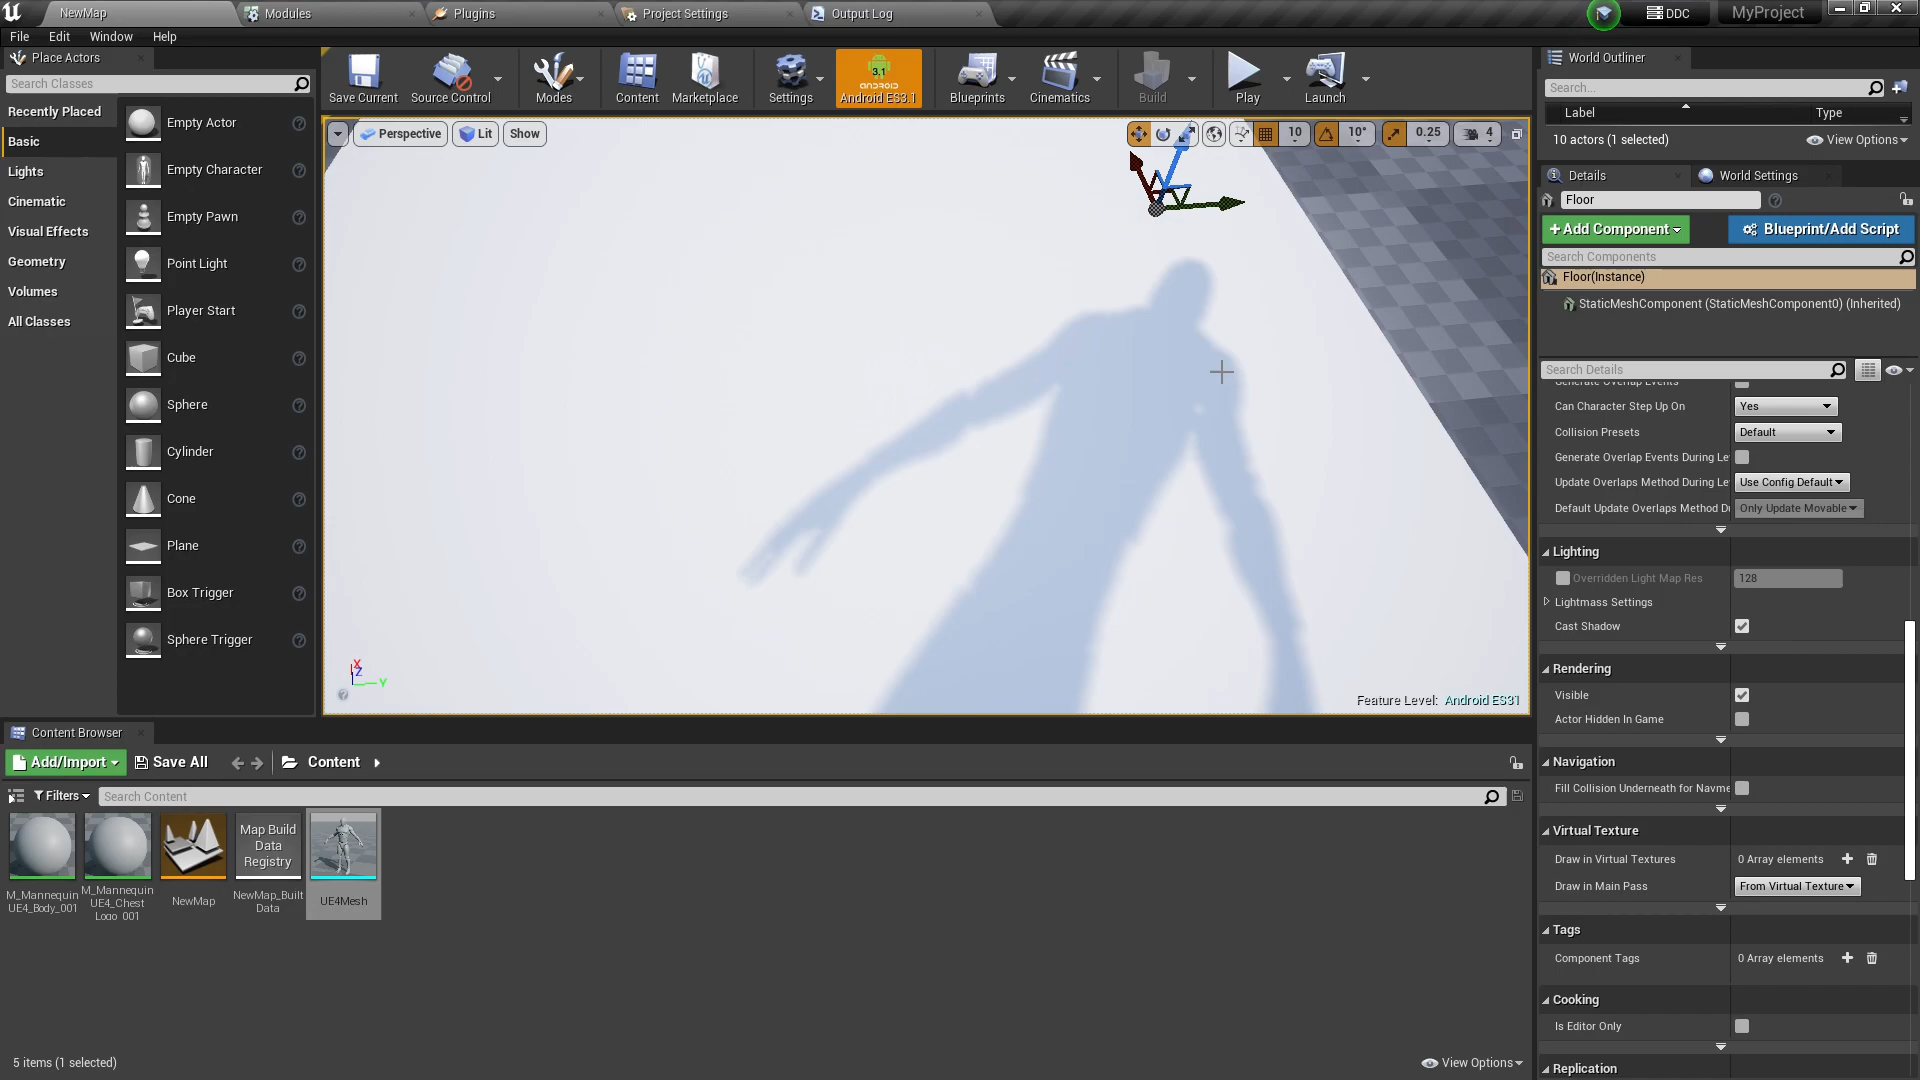 NewMap
Modules
Plugins
Project Settings
Output Log
DDC
MyProject
File
Edit
Window
Help
Place Actors
Search Classes
Recently Placed
Basic
Lights
Cinematic
Visual Effects
Geometry
Volumes
All Classes
Empty Actor
Empty Character
Empty Pawn
Point Light
Player Start
Cube
Sphere
Cylinder
Cone
Plane
Box Trigger
Sphere Trigger
Save Current
Source Control
Modes
Content
Marketplace
Settings
3,1
ANDROID
Android ES3.1
Blueprints
Cinematics
Build
Play
Launch
Perspective
Lit
Show
10
10°
0.25
4
X
Z
Y
Feature Level: Android ES31
World Outliner
Search...
Label
Type
10 actors (1 selected)
View Options
Details
World Settings
Floor
+Add Component
Blueprint/Add Script
Search Components
Floor(Instance)
StaticMeshComponent (StaticMeshComponent0) (Inherited)
Search Details
Generate Overlap Events
Can Character Step Up On
Yes
Collision Presets
Default
Generate Overlap Events During Le
Update Overlaps Method During Le
Use Config Default
Default Update Overlaps Method D
Only Update Movable
Lighting
Overridden Light Map Res
128
Lightmass Settings
Cast Shadow
Rendering
Visible
Actor Hidden In Game
Navigation
Fill Collision Underneath for Navme
Virtual Texture
Draw in Virtual Textures
0 Array elements
Draw in Main Pass
From Virtual Texture
Tags
Component Tags
0 Array elements
Cooking
Is Editor Only
Replication
Content Browser
Add/Import
Save All
Content
Filters
Search Content
M_Mannequin
UE4_Body_001
M_Mannequin
UE4_Chest
Logo_001
NewMap
Map Build
Data
Registry
NewMap_Built
Data
UE4Mesh
5 items (1 selected)
View Options